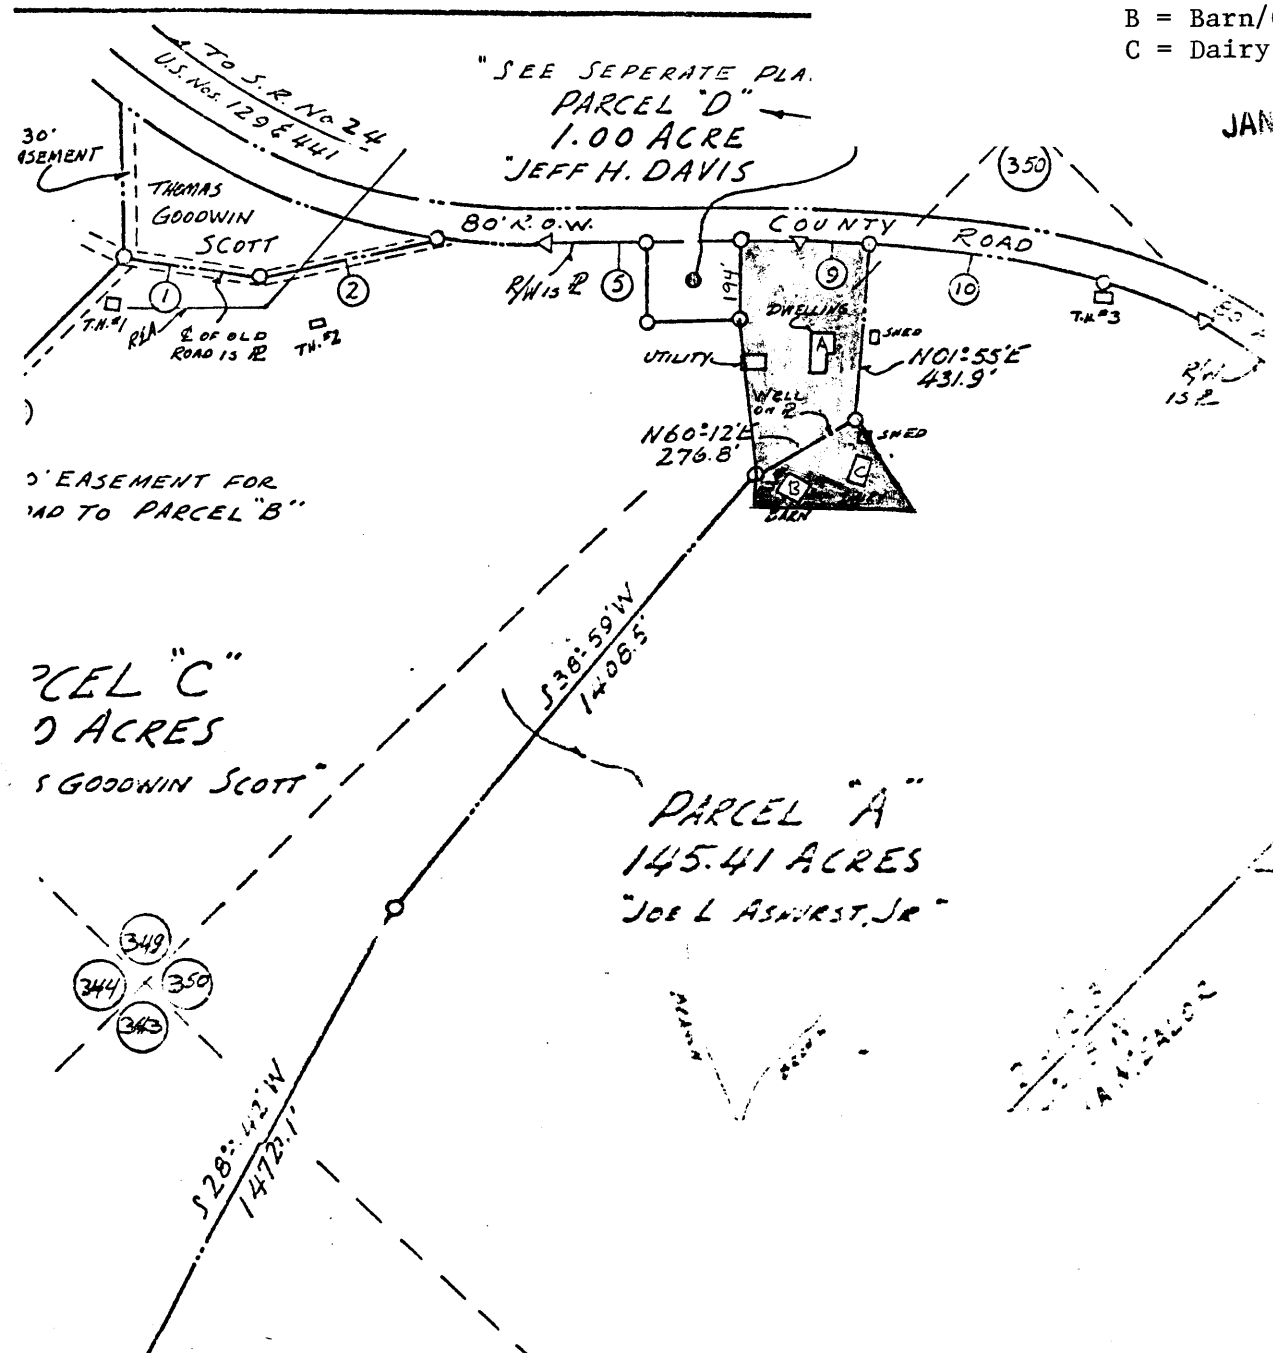 B = Barn/
C = Dairy
JAN
TO S.R. No 24
U.S. Nos. 129 & 441
"SEE SEPERATE PLA.
PARCEL "D"
1.00 ACRE
"JEFF H. DAVIS
30'
ASEMENT
THOMAS
GOODWIN
SCOTT
350
80' R.O.W.
COUNTY
ROAD
R/W IS ℙ
1
2
5
9
10
194'
T.H.#1
℄ OF OLD
ROAD IS ℙ
T.H.#2
T.H.#3
DWELLING
A
SHED
UTILITY
N01°-55'E
431.9'
R/W
IS ℙ
WELL
ON ℙ
N60°-12'E
276.8'
SHED
C
B
BARN
' EASEMENT FOR
AD TO PARCEL "B"
S38°-59'W
1406.5'
CEL "C"
ACRES
S GOODWIN SCOTT"
PARCEL "A"
145.41 ACRES
"JOE L ASHURST, JR"
349
344
350
343
S28°-42'W
1472.1'